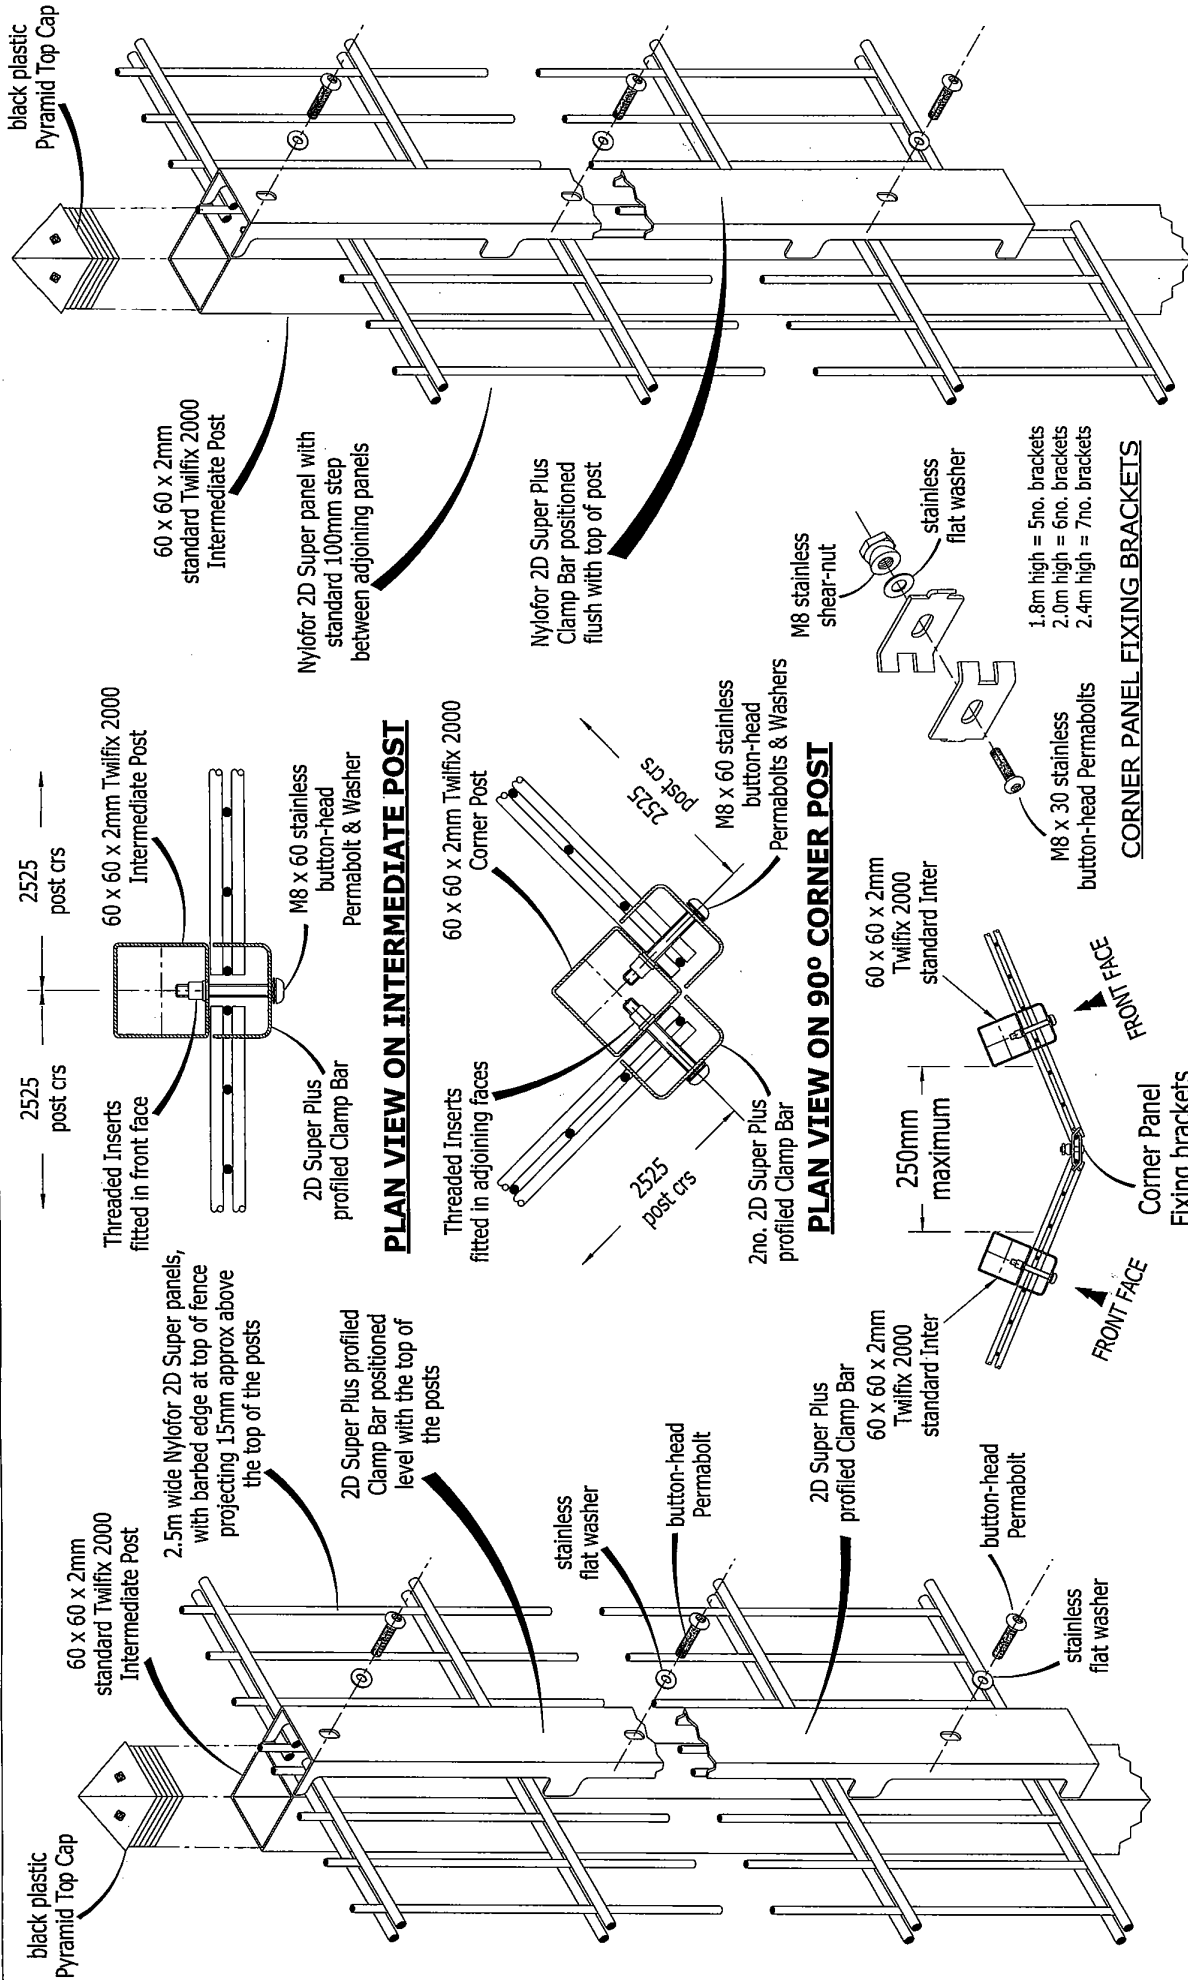 black plastic
Pyramid Top Cap
60 x 60 x 2mm
standard Twilfix 2000
Intermediate Post
2.5m wide Nylofor 2D Super panels,
with barbed edge at top of fence
projecting 15mm approx above
the top of the posts
2D Super Plus profiled
Clamp Bar positioned
level with the top of
the posts
stainless
flat washer
button-head
Permabolt
2D Super Plus
profiled Clamp Bar
button-head
Permabolt
stainless
flat washer
2525
post crs
2525
post crs
Threaded Inserts
fitted in front face
60 x 60 x 2mm Twilfix 2000
Intermediate Post
2D Super Plus
profiled Clamp Bar
M8 x 60 stainless
button-head
Permabolt & Washer
PLAN VIEW ON INTERMEDIATE POST
Threaded Inserts
fitted in adjoining faces
60 x 60 x 2mm Twilfix 2000
Corner Post
2525
post crs
2525
post crs
2no. 2D Super Plus
profiled Clamp Bar
M8 x 60 stainless
button-head
Permabolts & Washers
PLAN VIEW ON 90º CORNER POST
60 x 60 x 2mm
Twilfix 2000
standard Inter
250mm
maximum
60 x 60 x 2mm
Twilfix 2000
standard Inter
FRONT FACE
FRONT FACE
Corner Panel
Fixing brackets
M8 stainless
shear-nut
stainless
flat washer
M8 x 30 stainless
button-head Permabolts
1.8m high = 5no. brackets
2.0m high = 6no. brackets
2.4m high = 7no. brackets
CORNER PANEL FIXING BRACKETS
black plastic
Pyramid Top Cap
60 x 60 x 2mm
standard Twilfix 2000
Intermediate Post
Nylofor 2D Super panel with
standard 100mm step
between adjoining panels
Nylofor 2D Super Plus
Clamp Bar positioned
flush with top of post